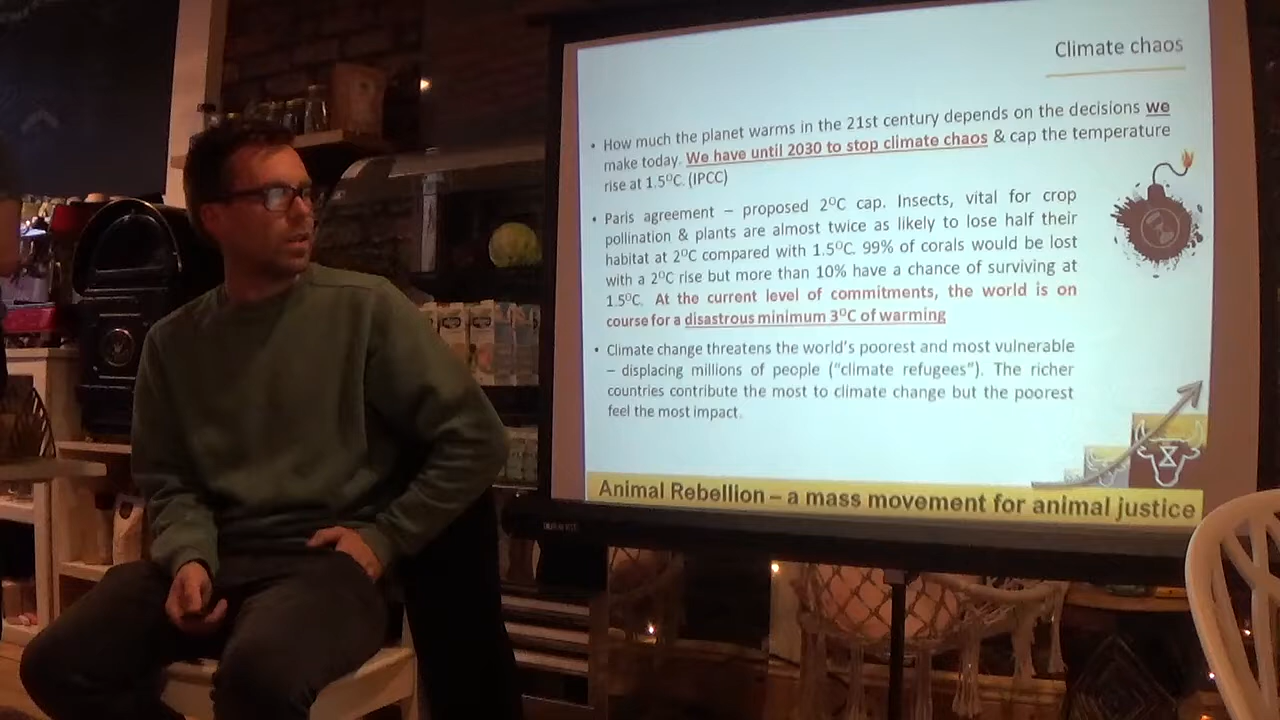 Climate chaos
• How much the planet warms in the 21st century depends on the decisions we
make today. We have until 2030 to stop climate chaos & cap the temperature
rise at 1.5⁰C. (IPCC)
• Paris agreement – proposed 2⁰C cap. Insects, vital for crop
pollination & plants are almost twice as likely to lose half their
habitat at 2⁰C compared with 1.5⁰C. 99% of corals would be lost
with a 2⁰C rise but more than 10% have a chance of surviving at
1.5⁰C. At the current level of commitments, the world is on
course for a disastrous minimum 3⁰C of warming
• Climate change threatens the world's poorest and most vulnerable
– displacing millions of people ("climate refugees"). The richer
countries contribute the most to climate change but the poorest
feel the most impact.
Animal Rebellion – a mass movement for animal justice